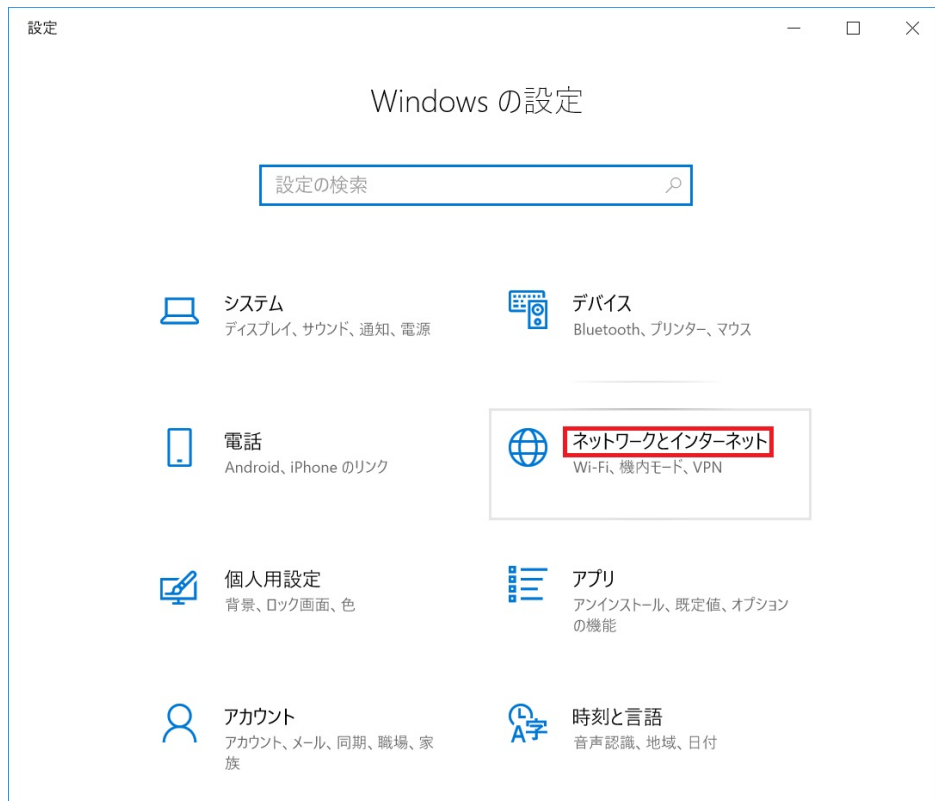 設定
Windows の設定
設定の検索
システム
ディスプレイ、サウンド、通知、電源
デバイス
Bluetooth、プリンター、マウス
電話
Android、iPhone のリンク
ネットワークとインターネット
Wi-Fi、機内モード、VPN
個人用設定
背景、ロック画面、色
アプリ
アンインストール、既定値、オプション
の機能
アカウント
アカウント、メール、同期、職場、家
族
時刻と言語
音声認識、地域、日付